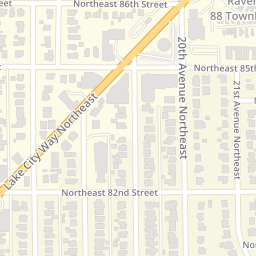 Northeast 86th Street
Raven
88 Townh
Northeast 85th
20th Avenue Northeast
21st Avenue Northeast
Lake City Way Northeast
Northeast 82nd Street